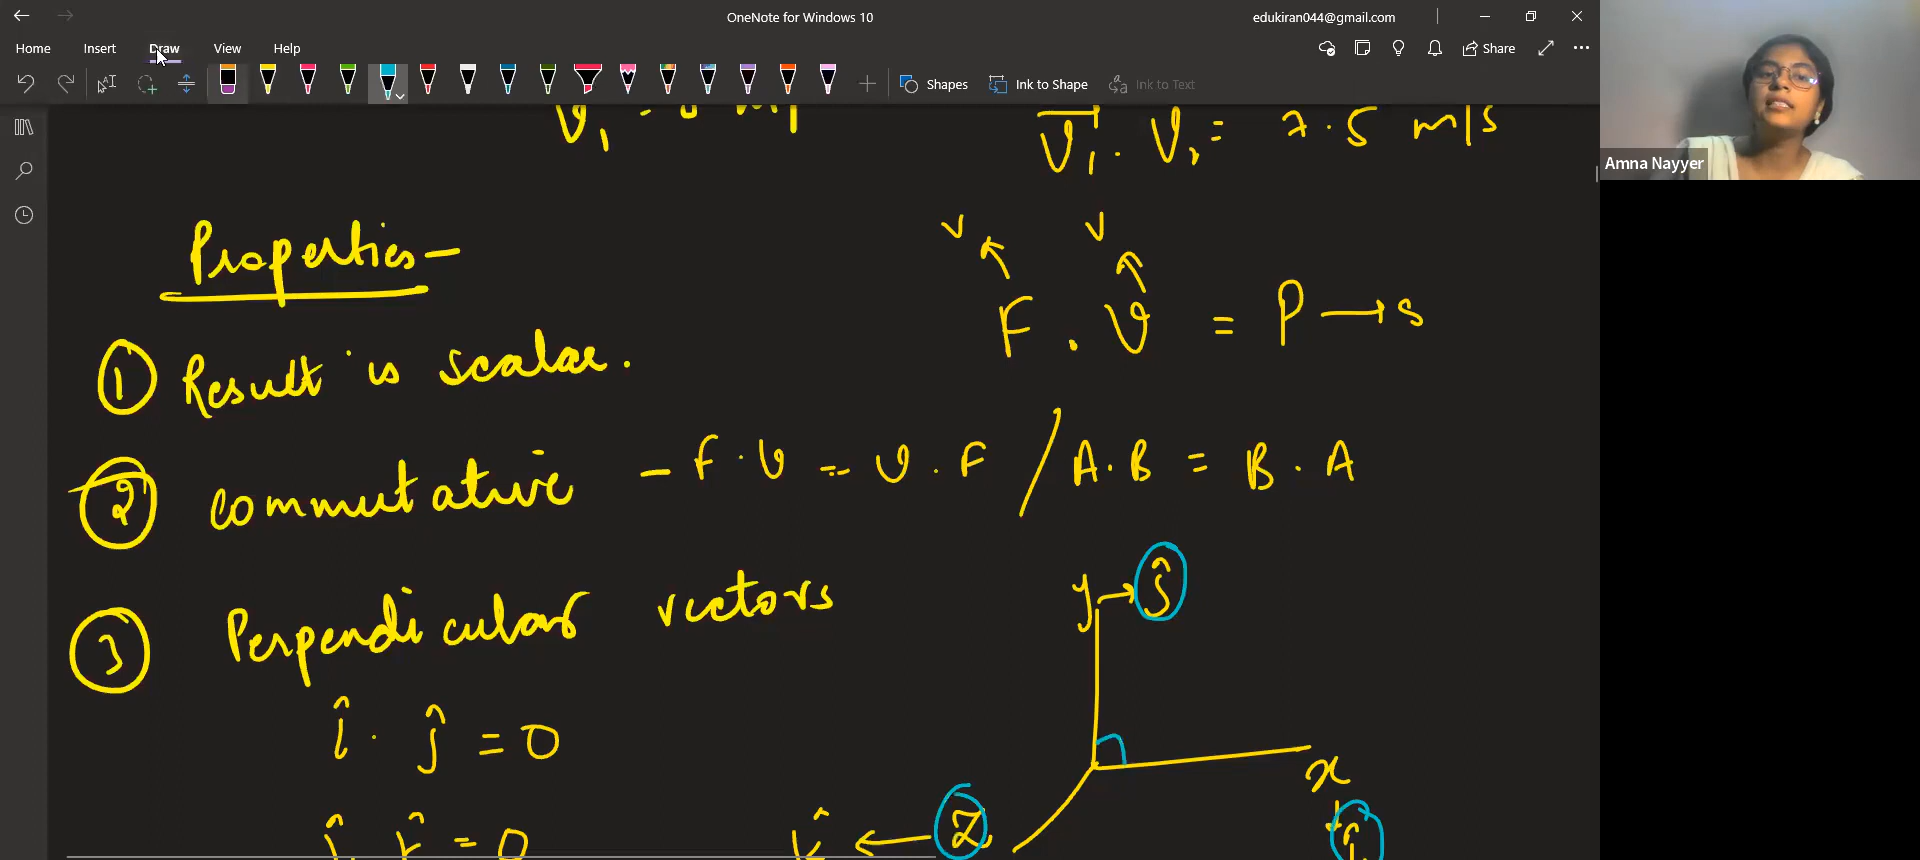 OneNote for Windows 10
edukiran044@gmail.com
Home Insert Draw View Help
Share
Shapes Ink to Shape Ink to Text
Amna Nayyer
V₁ . V₂ = 7.5 m/s
Properties-
v v
F . v = P → s
① Result is scalar.
② commutative - F . v = v . F / A . B = B . A
③ Perpendicular vectors
y → ĵ
î . ĵ = 0
x
î . k̂ = 0
k̂ ← Z
î